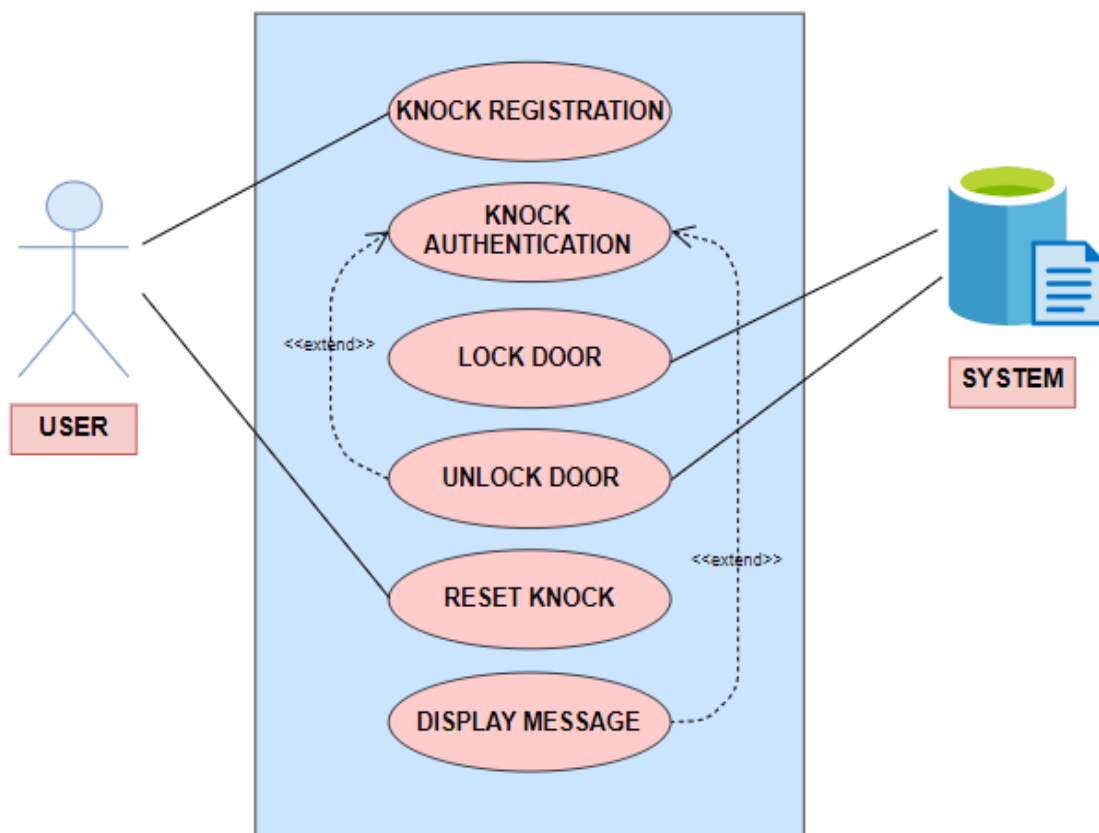 KNOCK REGISTRATION
KNOCK
AUTHENTICATION
<<extend>>
LOCK DOOR
SYSTEM
USER
UNLOCK DOOR
<<extend>>
RESET KNOCK
DISPLAY MESSAGE